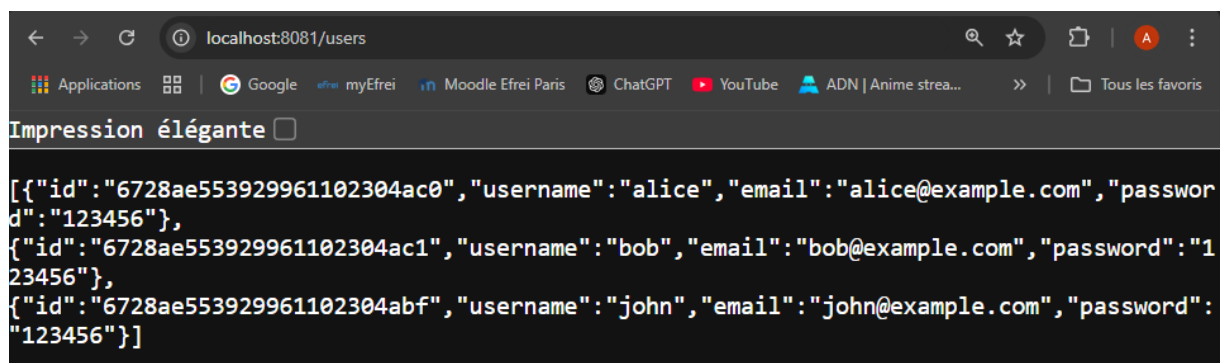 localhost:8081/users
A
Applications
Google
efrei myEfrei
Moodle Efrei Paris
ChatGPT
YouTube
ADN | Anime strea...
»
Tous les favoris
Impression élégante
[{"id":"6728ae553929961102304ac0","username":"alice","email":"alice@example.com","passwor
d":"123456"},
{"id":"6728ae553929961102304ac1","username":"bob","email":"bob@example.com","password":"1
23456"},
{"id":"6728ae553929961102304abf","username":"john","email":"john@example.com","password":
"123456"}]